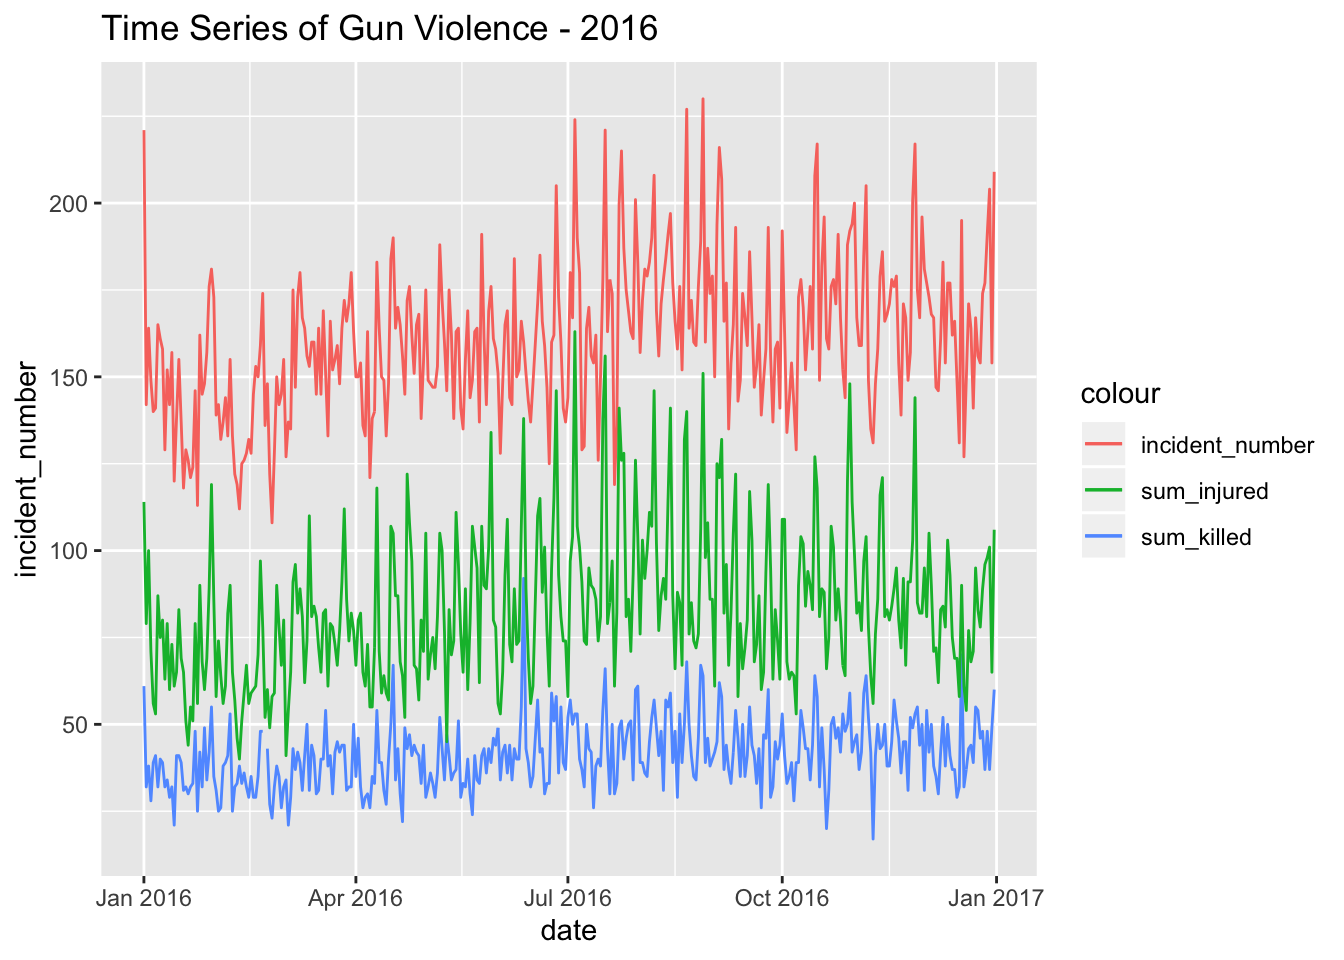 Time Series of Gun Violence - 2016
incident_number
200
150
100
50
Jan 2016
Apr 2016
Jul 2016
Oct 2016
Jan 2017
date
colour
incident_number
sum_injured
sum_killed